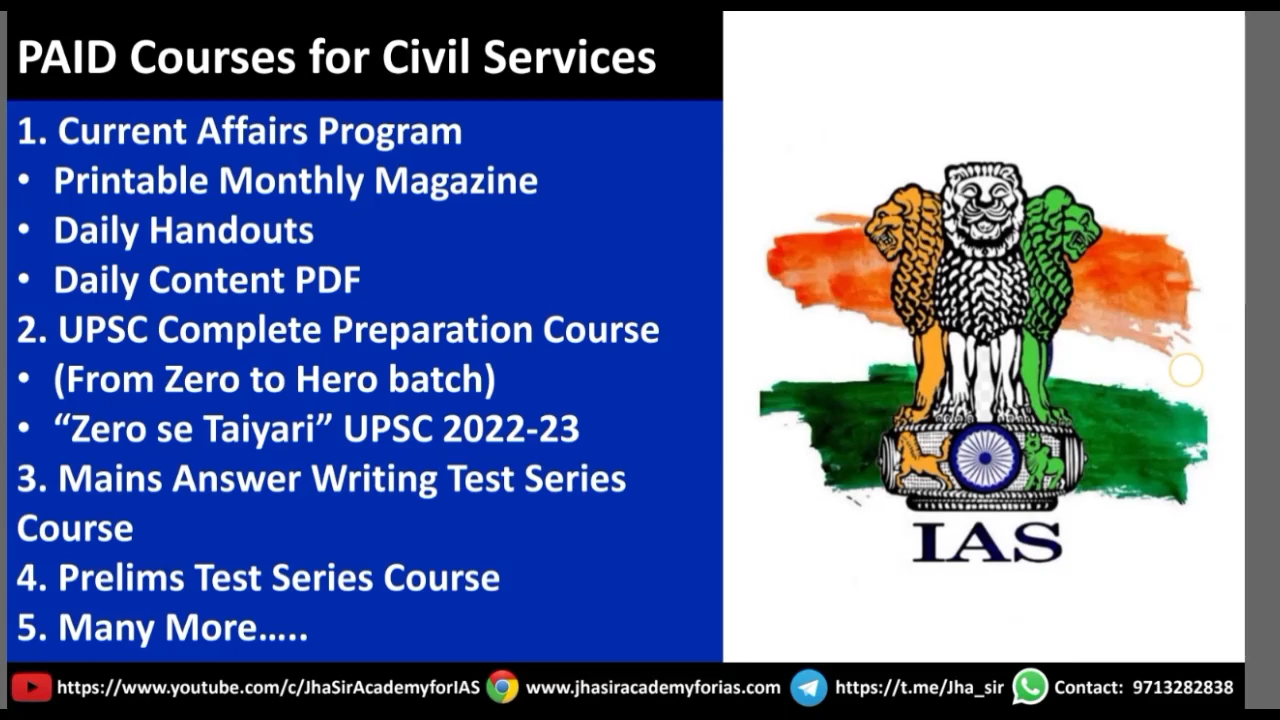 PAID Courses for Civil Services
1. Current Affairs Program
• Printable Monthly Magazine
• Daily Handouts
• Daily Content PDF
2. UPSC Complete Preparation Course
• (From Zero to Hero batch)
• “Zero se Taiyari” UPSC 2022-23
3. Mains Answer Writing Test Series
Course
4. Prelims Test Series Course
5. Many More.....
IAS
https://www.youtube.com/c/JhaSirAcademyforIAS www.jhasiracademyforias.com https://t.me/Jha_sir Contact: 9713282838